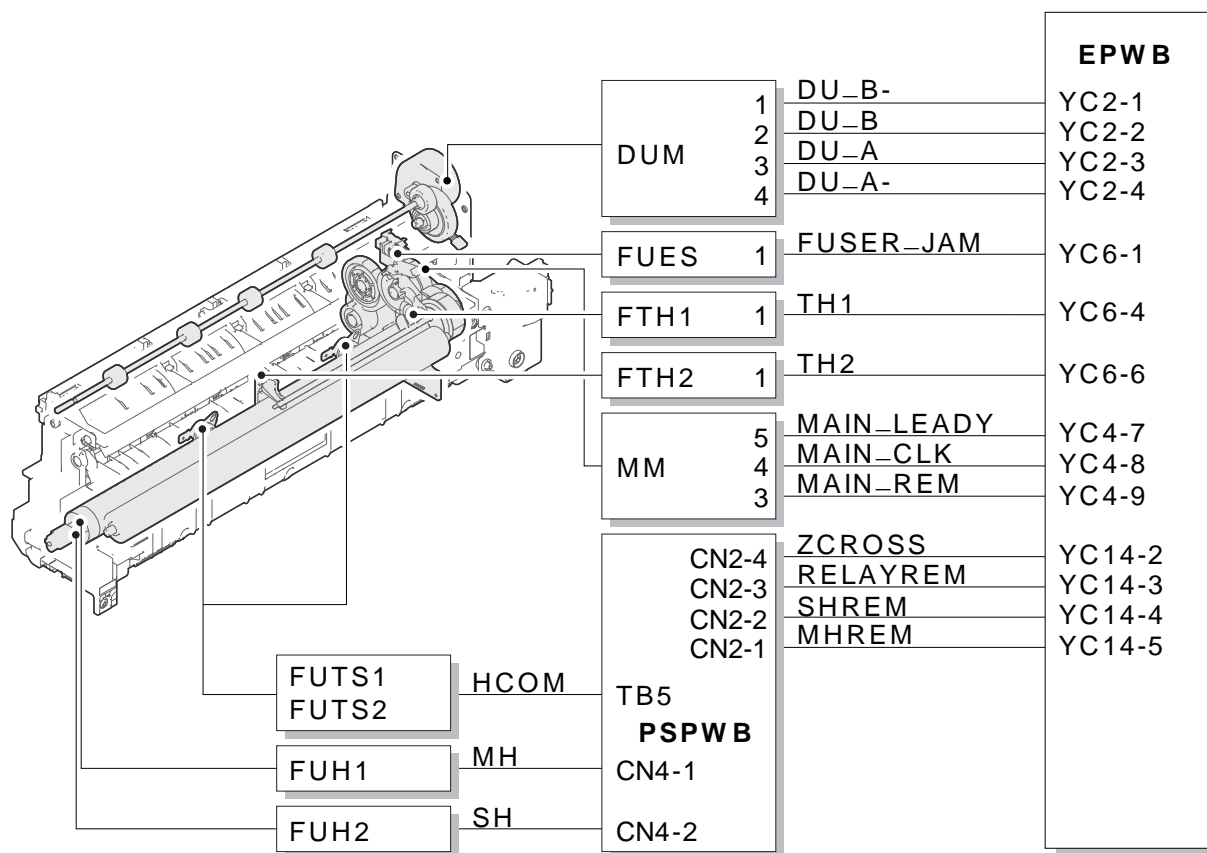 EPWB
DUM
1 DU_B- YC2-1
2 DU_B YC2-2
3 DU_A YC2-3
4 DU_A- YC2-4
FUES 1 FUSER_JAM YC6-1
FTH1 1 TH1 YC6-4
FTH2 1 TH2 YC6-6
MM
5 MAIN_LEADY YC4-7
4 MAIN_CLK YC4-8
3 MAIN_REM YC4-9
CN2-4 ZCROSS YC14-2
CN2-3 RELAYREM YC14-3
CN2-2 SHREM YC14-4
CN2-1 MHREM YC14-5
FUTS1 HCOM TB5
FUTS2
PSPWB
FUH1 MH CN4-1
FUH2 SH CN4-2